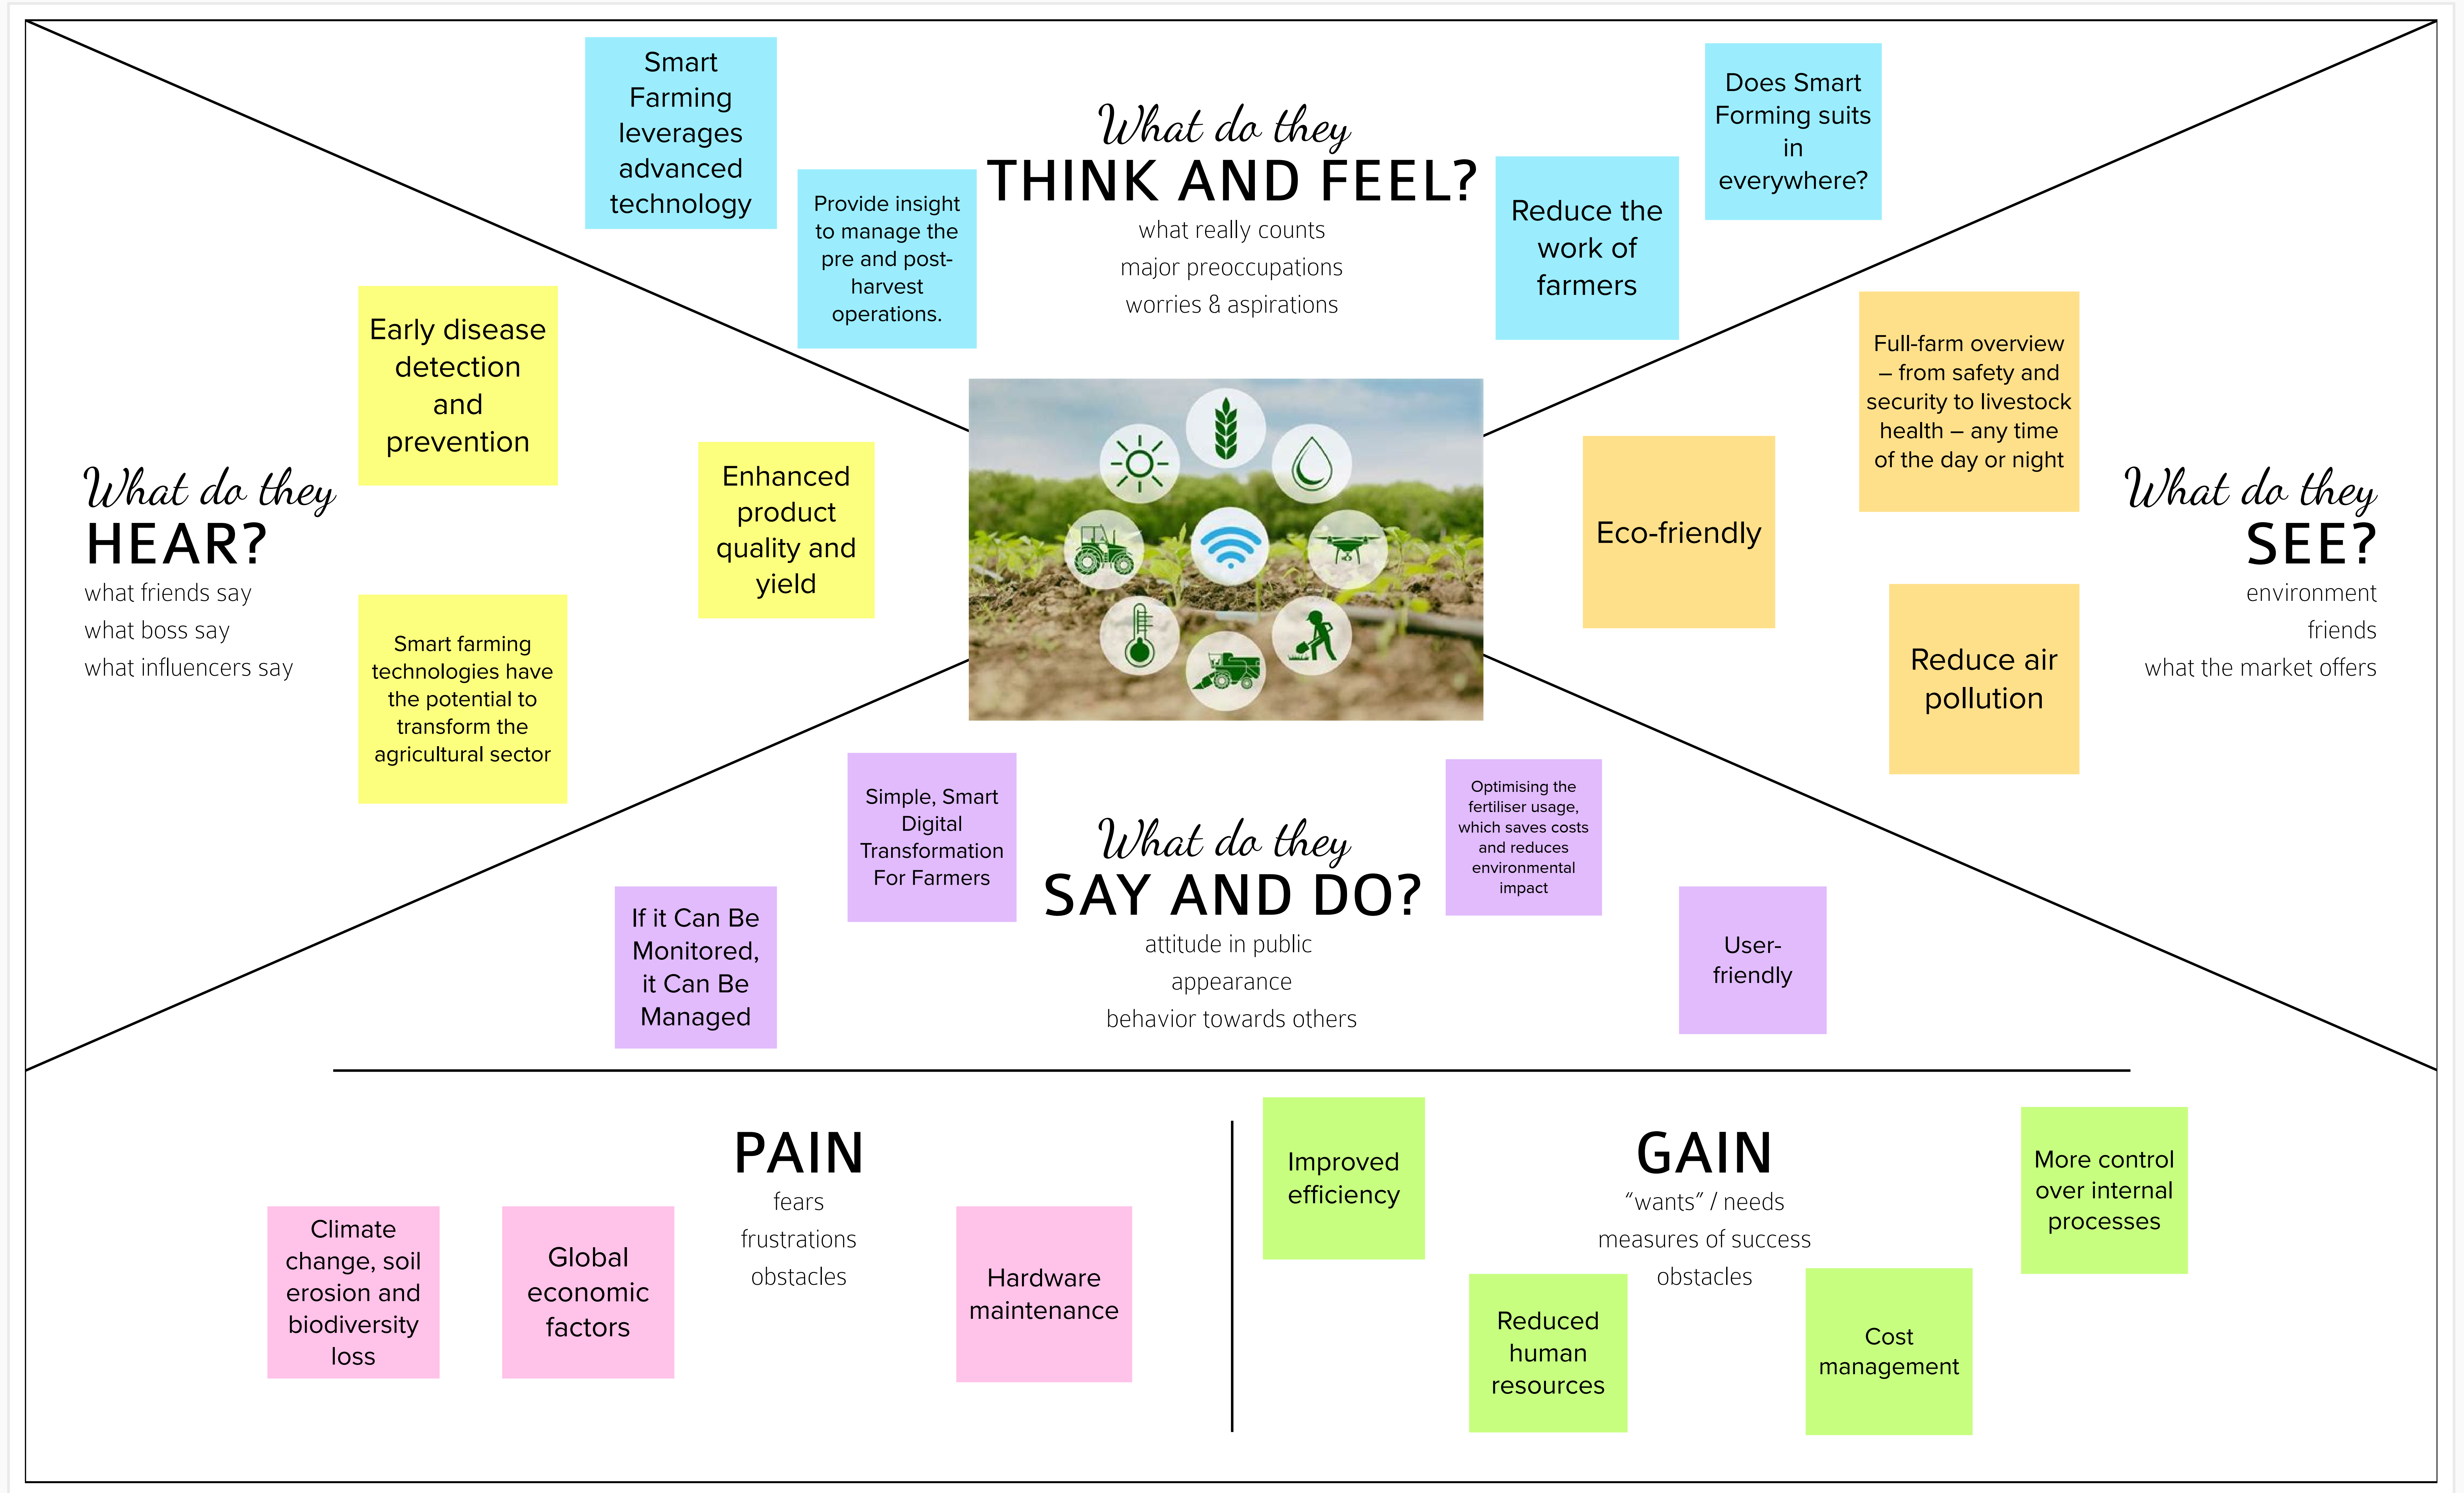 Smart
Farming
leverages
advanced
technology
Provide insight
to manage the
pre and post-
harvest
operations.
What do they
THINK AND FEEL?
what really counts
major preoccupations
worries & aspirations
Reduce the
work of
farmers
Does Smart
Forming suits
in
everywhere?
What do they
HEAR?
what friends say
what boss say
what influencers say
Early disease
detection
and
prevention
Enhanced
product
quality and
yield
Smart farming
technologies have
the potential to
transform the
agricultural sector
Eco-friendly
Full-farm overview
– from safety and
security to livestock
health – any time
of the day or night
Reduce air
pollution
What do they
SEE?
environment
friends
what the market offers
If it Can Be
Monitored,
it Can Be
Managed
Simple, Smart
Digital
Transformation
For Farmers
What do they
SAY AND DO?
attitude in public
appearance
behavior towards others
Optimising the
fertiliser usage,
which saves costs
and reduces
environmental
impact
User-
friendly
PAIN
fears
frustrations
obstacles
Climate
change, soil
erosion and
biodiversity
loss
Global
economic
factors
Hardware
maintenance
GAIN
“wants” / needs
measures of success
obstacles
Improved
efficiency
Reduced
human
resources
Cost
management
More control
over internal
processes